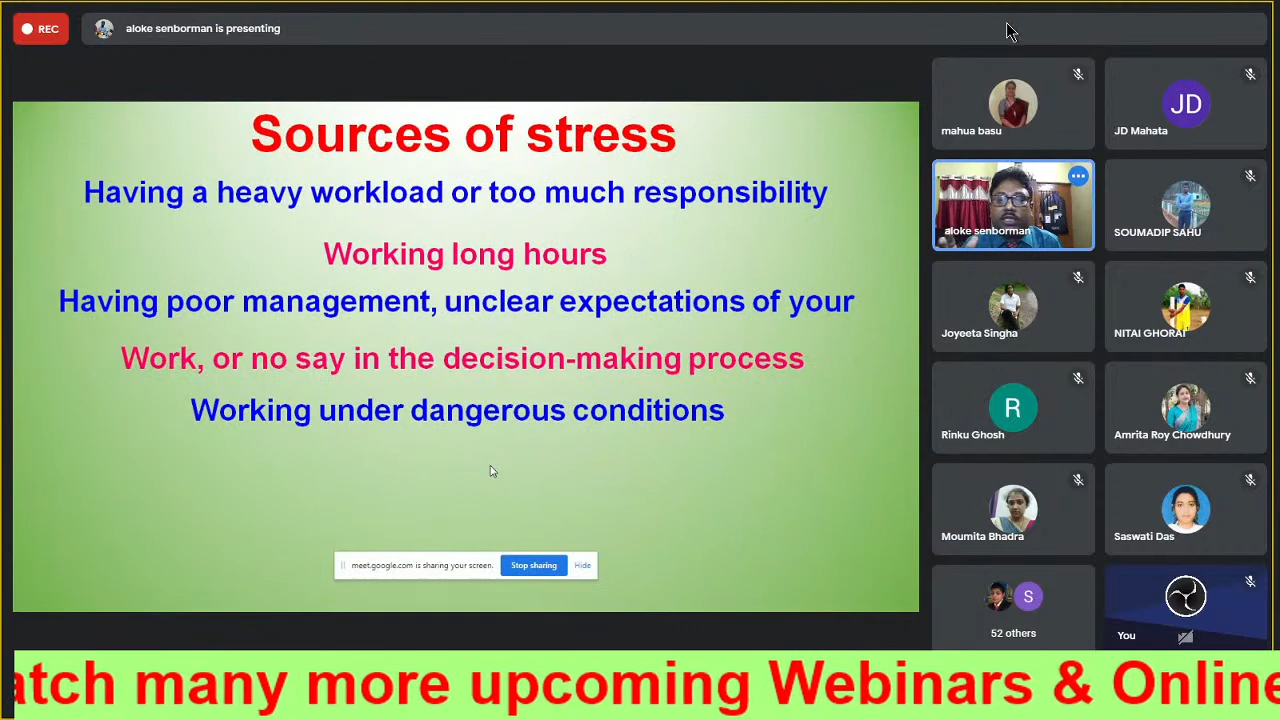 REC
aloke senborman is presenting
Sources of stress
Having a heavy workload or too much responsibility
Working long hours
Having poor management, unclear expectations of your
Work, or no say in the decision-making process
Working under dangerous conditions
meet.google.com is sharing your screen.
Stop sharing
Hide
mahua basu
JD
JD Mahata
aloke senborman
SOUMADIP SAHU
Joyeeta Singha
NITAI GHORAI
R
Rinku Ghosh
Amrita Roy Chowdhury
Moumita Bhadra
Saswati Das
S
52 others
You
atch many more upcoming Webinars & Online